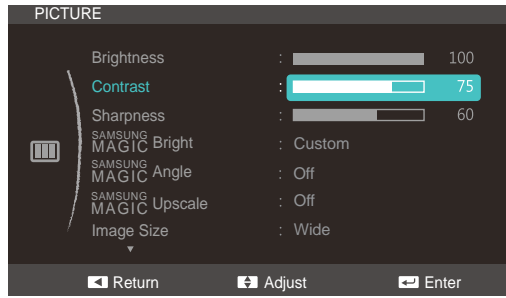 PICTURE
Brightness : 100
Contrast : 75
Sharpness : 60
SAMSUNG MAGIC Bright : Custom
SAMSUNG MAGIC Angle : Off
SAMSUNG MAGIC Upscale : Off
Image Size : Wide
Return Adjust Enter